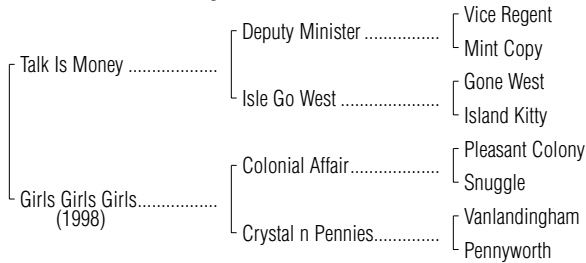 Vice Regent
Deputy Minister ................
Mint Copy
Talk Is Money ...................
Gone West
Isle Go West .....................
Island Kitty
Pleasant Colony
Colonial Affair...................
Snuggle
Girls Girls Girls.................
(1998)
Vanlandingham
Crystal n Pennies..............
Pennyworth